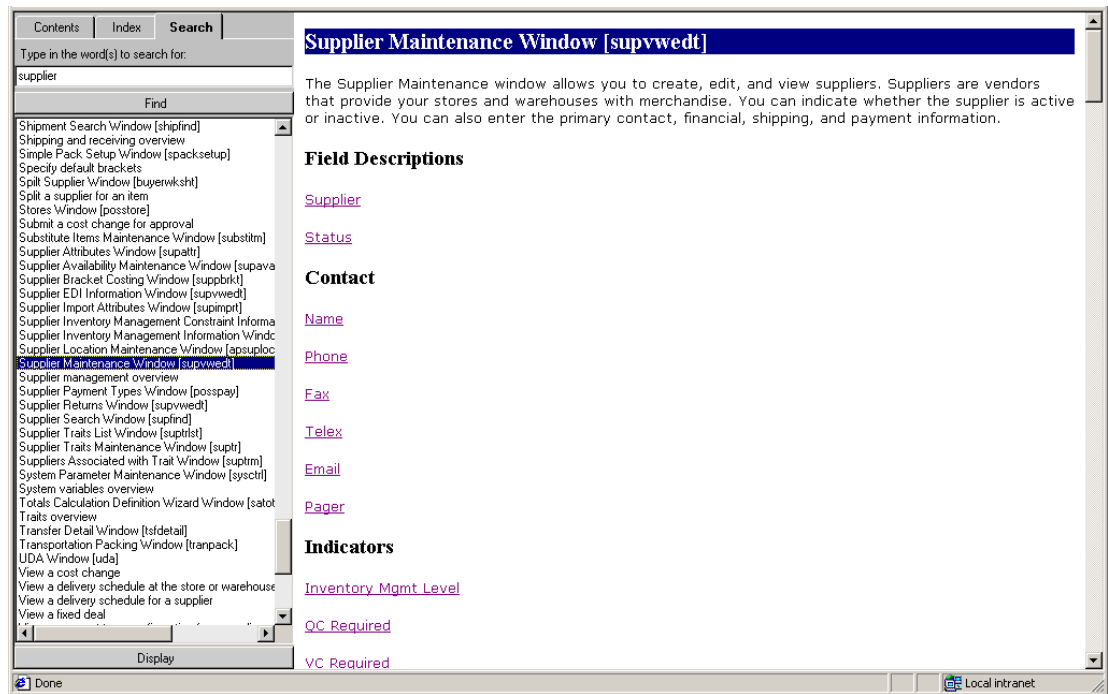 Contents Index Search
Type in the word(s) to search for:
supplier
Find
Shipment Search Window [shipfind]
Shipping and receiving overview
Simple Pack Setup Window [spacksetup]
Specify default brackets
Spilt Supplier Window [buyerwksht]
Split a supplier for an item
Stores Window [posstore]
Submit a cost change for approval
Substitute Items Maintenance Window [substitm]
Supplier Attributes Window [supattr]
Supplier Availability Maintenance Window [supava
Supplier Bracket Costing Window [suppbrkt]
Supplier EDI Information Window [supvwedt]
Supplier Import Attributes Window [supimprt]
Supplier Inventory Management Constraint Informa
Supplier Inventory Management Information Windo
Supplier Location Maintenance Window [apsuploc
Supplier Maintenance Window [supvwedt]
Supplier management overview
Supplier Payment Types Window [posspay]
Supplier Returns Window [supvwedt]
Supplier Search Window [supfind]
Supplier Traits List Window [suptrlst]
Supplier Traits Maintenance Window [suptr]
Suppliers Associated with Trait Window [suptrm]
System Parameter Maintenance Window [sysctrl]
System variables overview
Totals Calculation Definition Wizard Window [satot
Traits overview
Transfer Detail Window [tsfdetail]
Transportation Packing Window [tranpack]
UDA Window [uda]
View a cost change
View a delivery schedule at the store or warehouse
View a delivery schedule for a supplier
View a fixed deal
Display
Supplier Maintenance Window [supvwedt]
The Supplier Maintenance window allows you to create, edit, and view suppliers. Suppliers are vendors
that provide your stores and warehouses with merchandise. You can indicate whether the supplier is active
or inactive. You can also enter the primary contact, financial, shipping, and payment information.
Field Descriptions
Supplier
Status
Contact
Name
Phone
Fax
Telex
Email
Pager
Indicators
Inventory Mgmt Level
QC Required
VC Required
Done
Local intranet